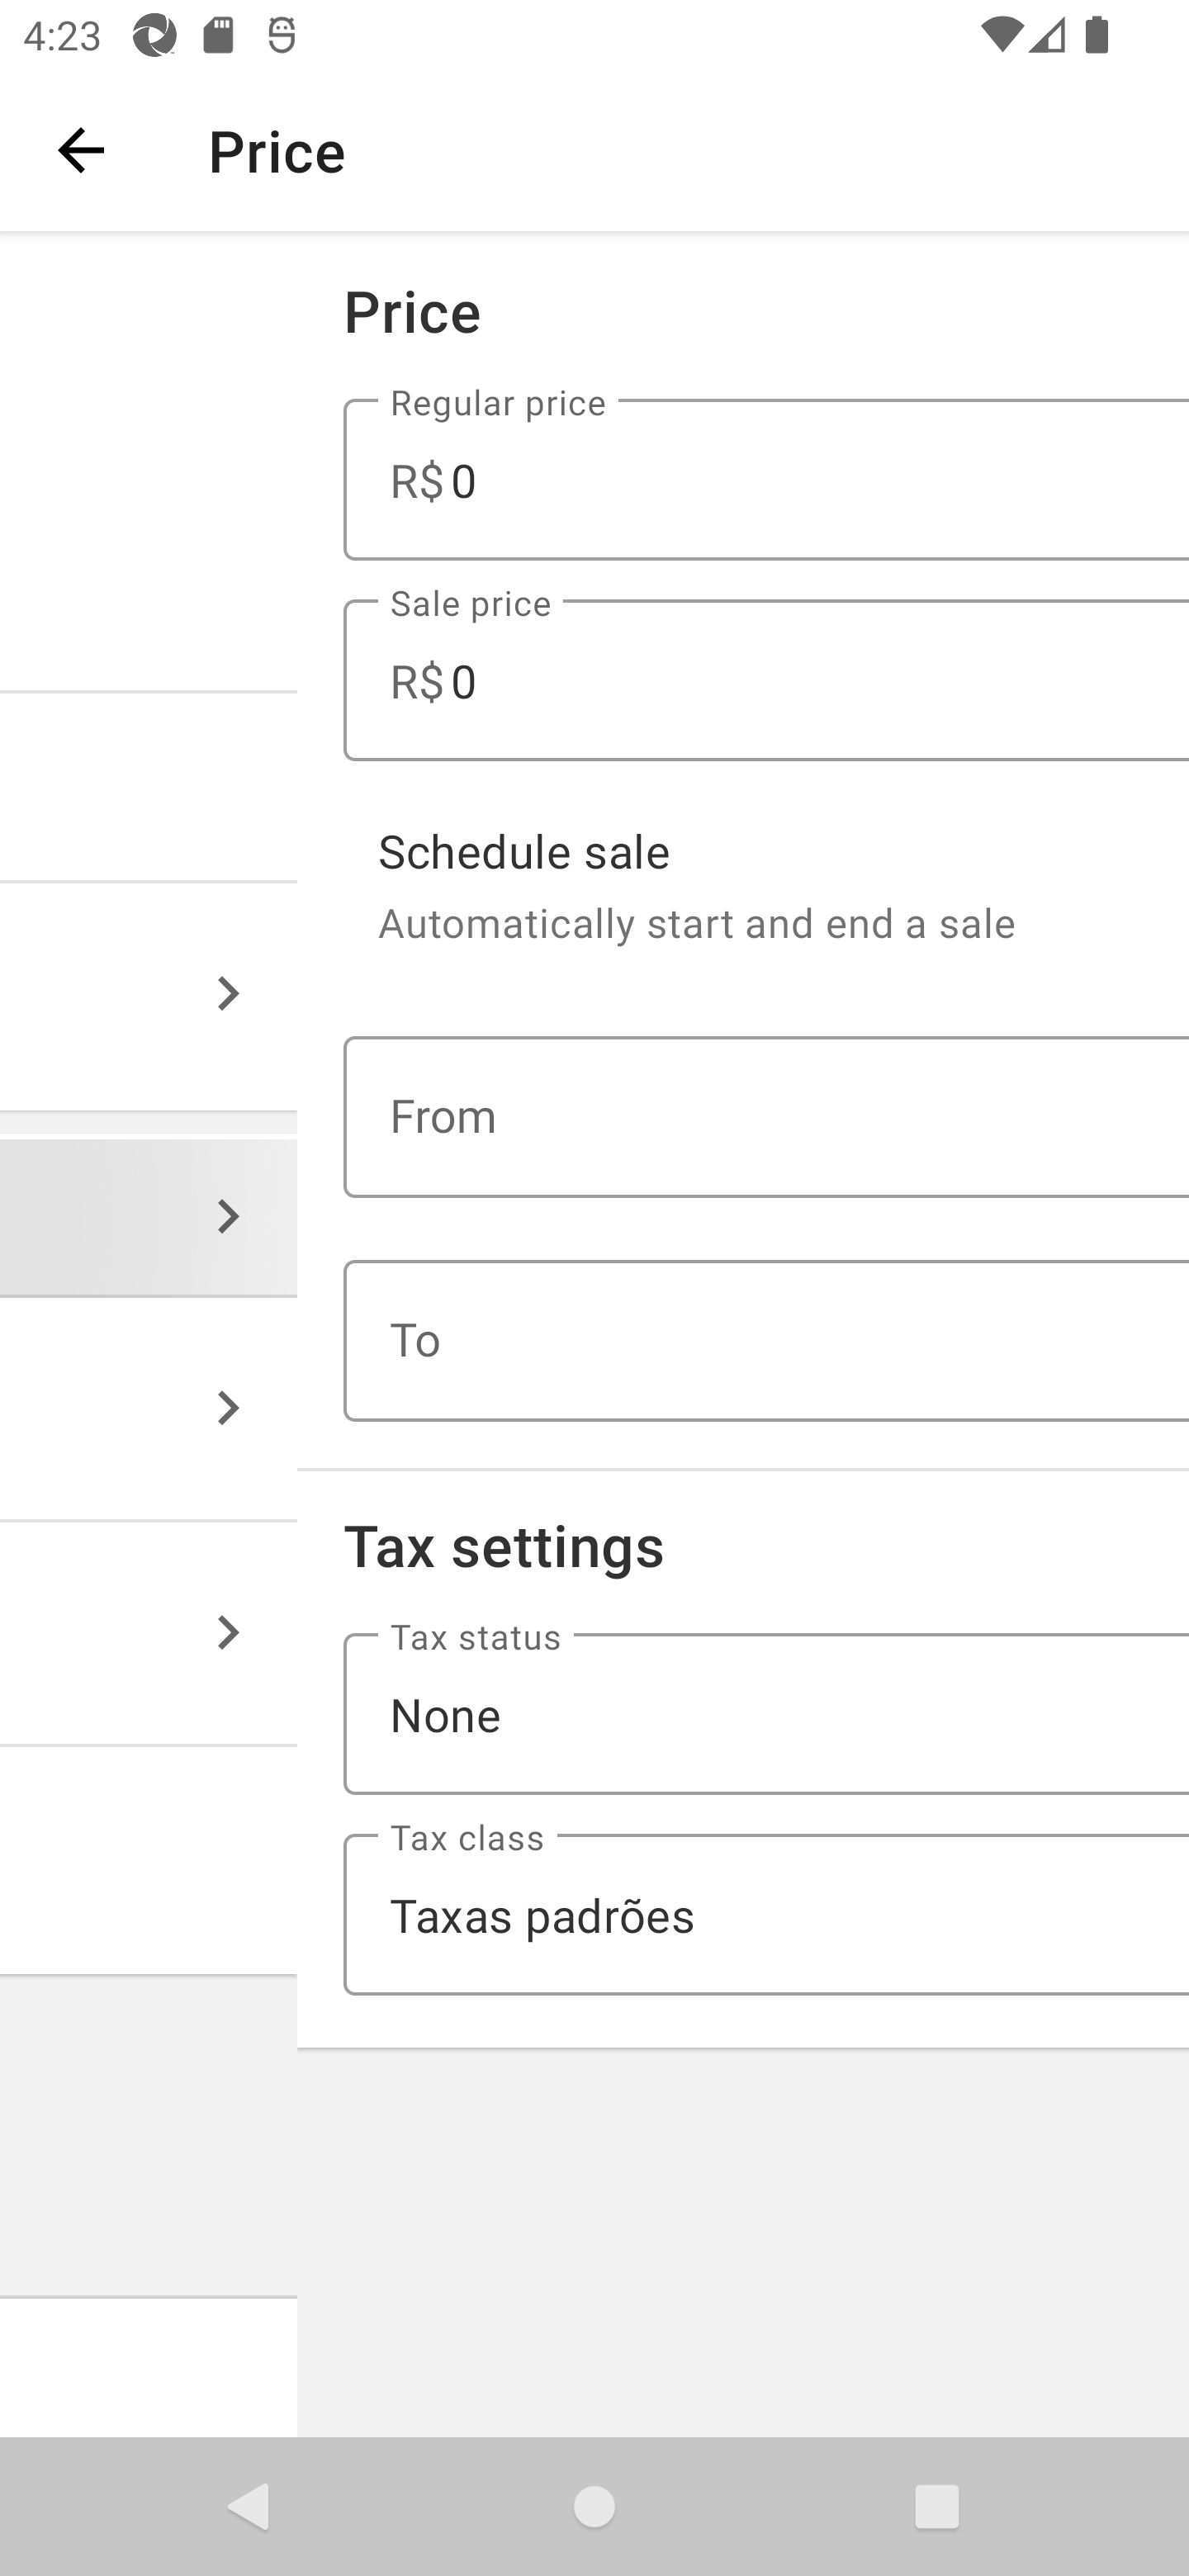 4:23
Price
Price
Regular price
R$ 0
Sale price
R$ 0
Schedule sale
Automatically start and end a sale
From
To
Tax settings
Tax status
None
Tax class
Taxas padrões